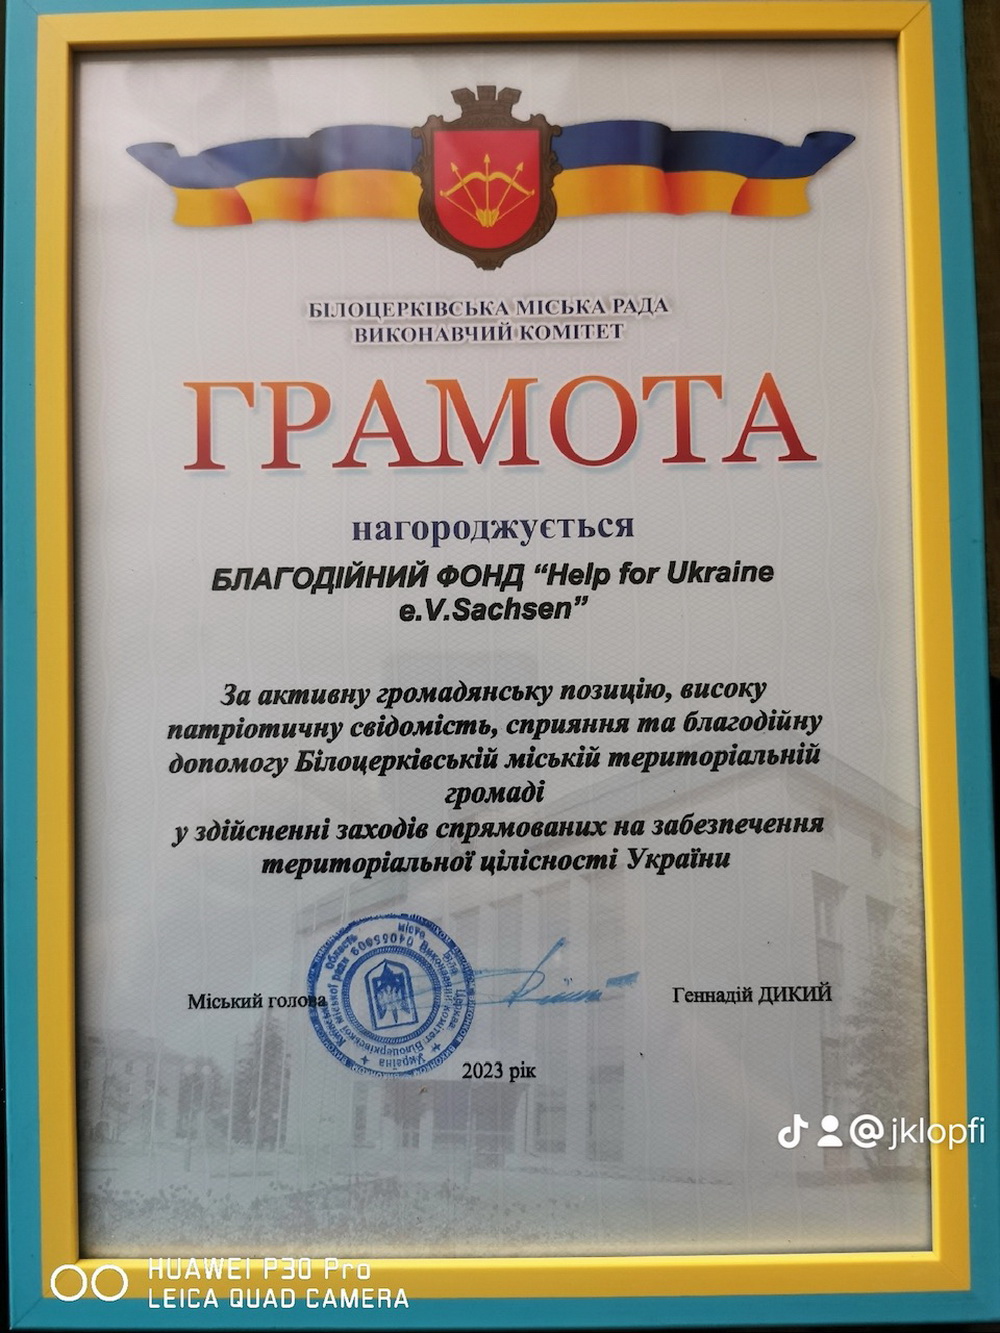 БІЛОЦЕРКІВСЬКА МІСЬКА РАДА
ВИКОНАВЧИЙ КОМІТЕТ
ГРАМОТА
нагороджується
БЛАГОДІЙНИЙ ФОНД “Help for Ukraine
e.V.Sachsen”
За активну громадянську позицію, високу
патріотичну свідомість, сприяння та благодійну
допомогу Білоцерківській міській територіальній
громаді
у здійсненні заходів спрямованих на забезпечення
територіальної цілісності України
Міський голова
Геннадій ДИКИЙ
Україна
2023 рік
@jklopfi
HUAWEI P30 Pro
LEICA QUAD CAMERA